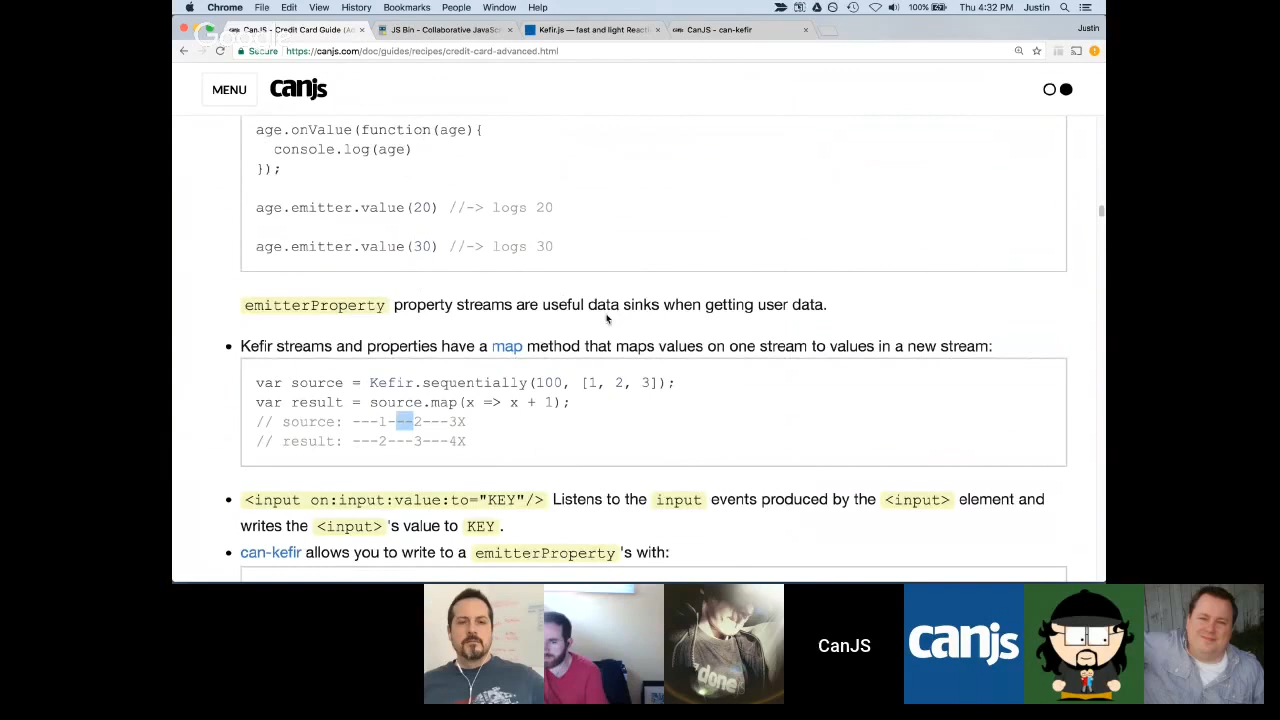 Chrome File Edit View History Bookmarks People Window Help
100% Thu 4:32 PM Justin
CanJS - Credit Card Guide (Ad
JS Bin - Collaborative JavaScr
Kefir.js — fast and light Reacti
CanJS - can-kefir
Justin
Secure https://canjs.com/doc/guides/recipes/credit-card-advanced.html
MENU canjs
age.onValue(function(age){
console.log(age)
});
age.emitter.value(20) //-> logs 20
age.emitter.value(30) //-> logs 30
emitterProperty property streams are useful data sinks when getting user data.
• Kefir streams and properties have a map method that maps values on one stream to values in a new stream:
var source = Kefir.sequentially(100, [1, 2, 3]);
var result = source.map(x => x + 1);
// source: ---1---2---3X
// result: ---2---3---4X
• <input on:input:value:to="KEY"/> Listens to the input events produced by the <input> element and
writes the <input>'s value to KEY.
• can-kefir allows you to write to a emitterProperty's with:
done
CanJS
canjs